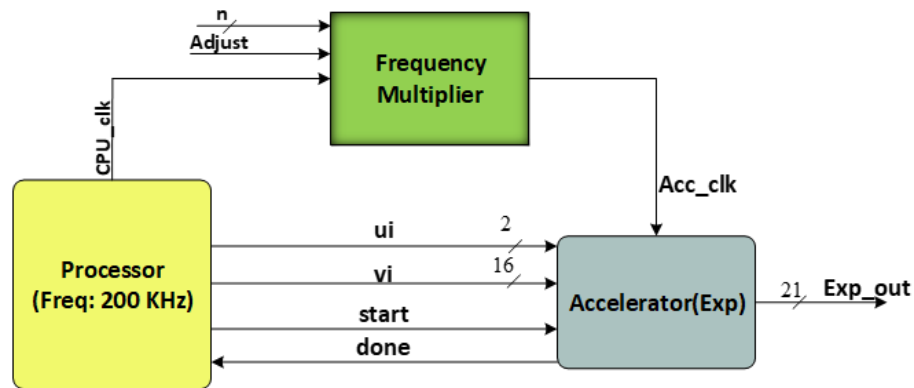 n
Adjust
Frequency
Multiplier
CPU_clk
Acc_clk
Processor
(Freq: 200 KHz)
ui
2
vi
16
start
done
Accelerator(Exp)
21
Exp_out